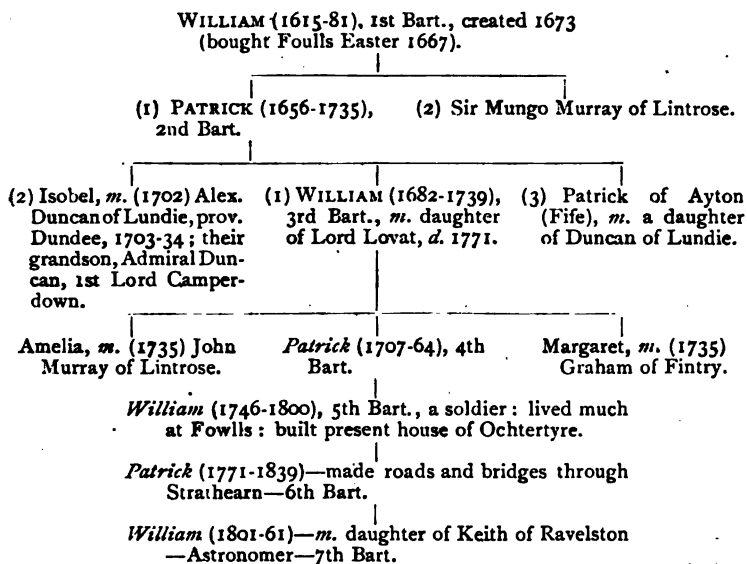 WILLIAM (1615-81), 1st Bart., created 1673
(bought Foulls Easter 1667).
(1) PATRICK (1656-1735),
2nd Bart.
(2) Sir Mungo Murray of Lintrose.
(2) Isobel, m. (1702) Alex.
Duncan of Lundie, prov.
Dundee, 1703-34 ; their
grandson, Admiral Dun-
can, 1st Lord Camper-
down.
(1) WILLIAM (1682-1739),
3rd Bart., m. daughter
of Lord Lovat, d. 1771.
(3) Patrick of Ayton
(Fife), m. a daughter
of Duncan of Lundie.
Amelia, m. (1735) John
Murray of Lintrose.
Patrick (1707-64), 4th
Bart.
Margaret, m. (1735)
Graham of Fintry.
William (1746-1800), 5th Bart., a soldier : lived much
at Fowlls : built present house of Ochtertyre.
Patrick (1771-1839)—made roads and bridges through
Strathearn—6th Bart.
William (1801-61)—m. daughter of Keith of Ravelston
—Astronomer—7th Bart.